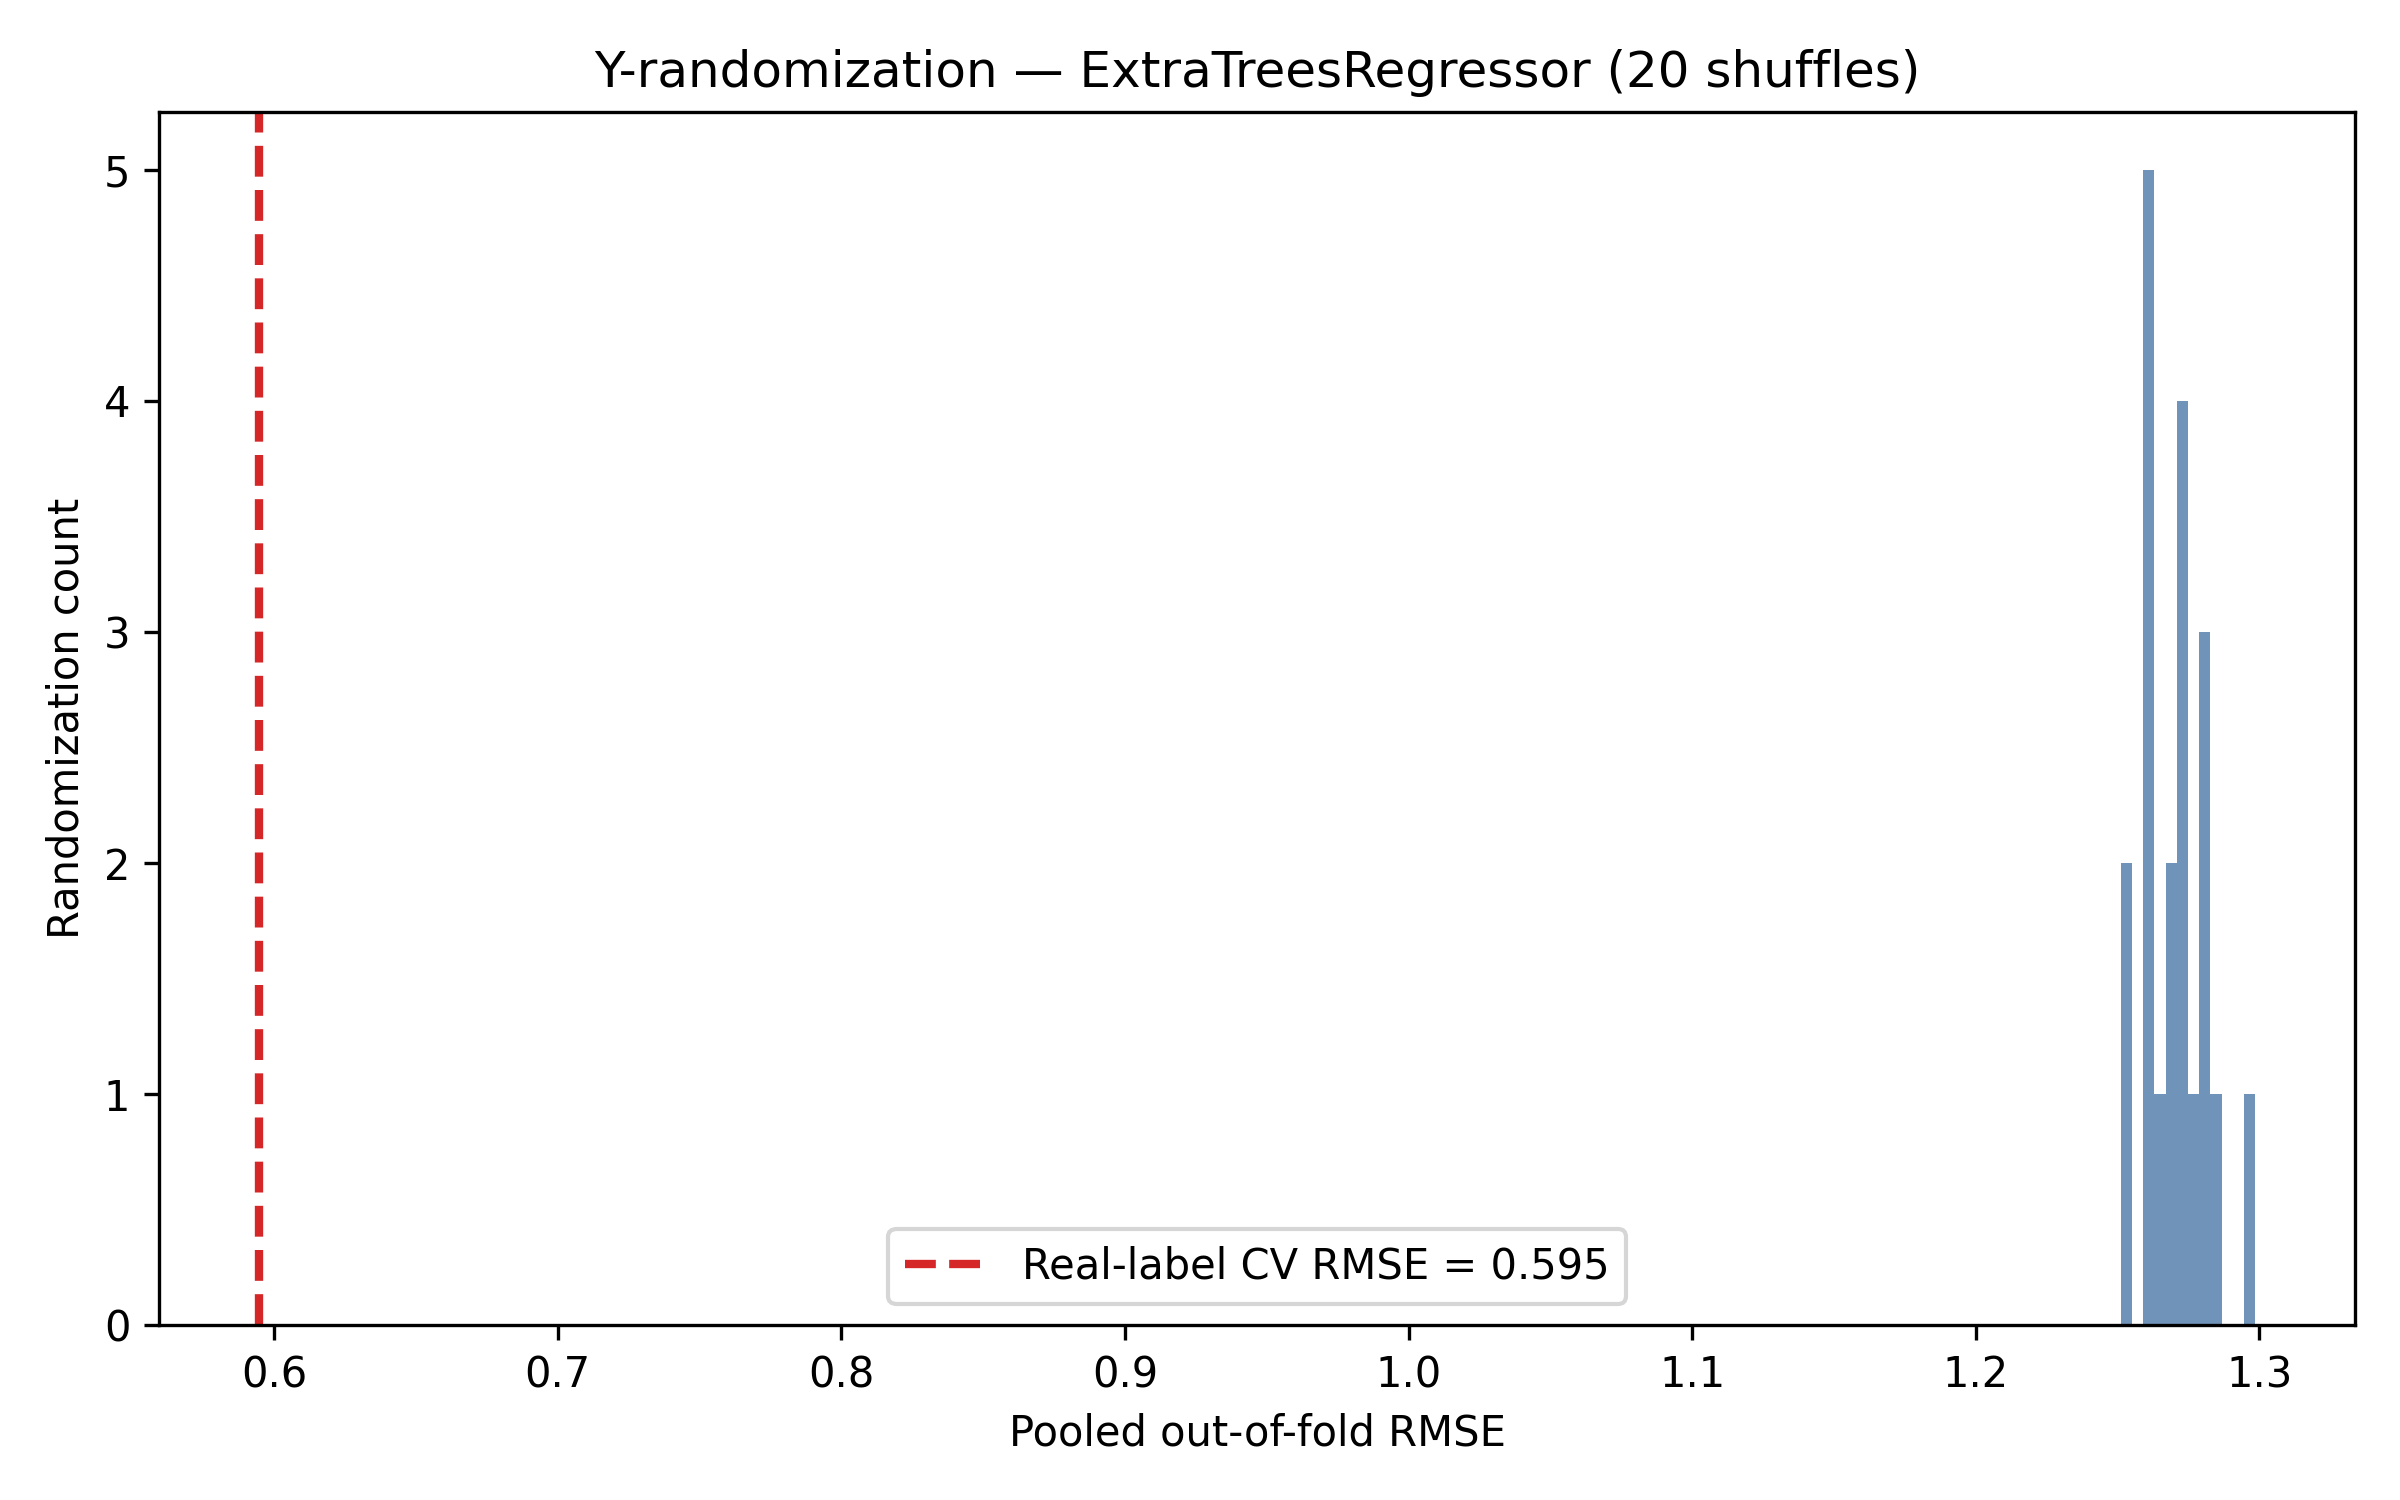 Y-randomization — ExtraTreesRegressor (20 shuffles)
5
4
3
2
1
0
Randomization count
Real-label CV RMSE = 0.595
0.6 0.7 0.8 0.9 1.0 1.1 1.2 1.3
Pooled out-of-fold RMSE